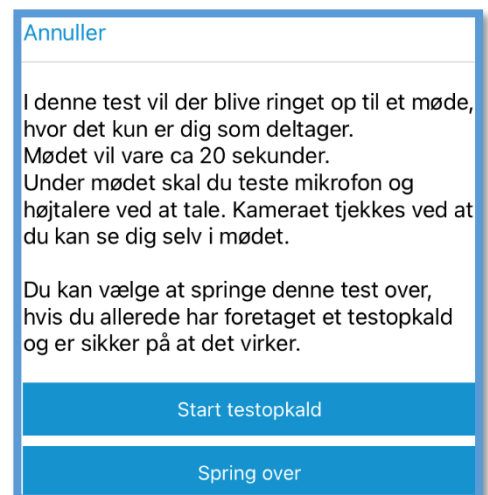 Annuller
I denne test vil der blive ringet op til et møde,
hvor det kun er dig som deltager.
Mødet vil vare ca 20 sekunder.
Under mødet skal du teste mikrofon og
højtalere ved at tale. Kameraet tjekkes ved at
du kan se dig selv i mødet.
Du kan vælge at springe denne test over,
hvis du allerede har foretaget et testopkald
og er sikker på at det virker.
Start testopkald
Spring over